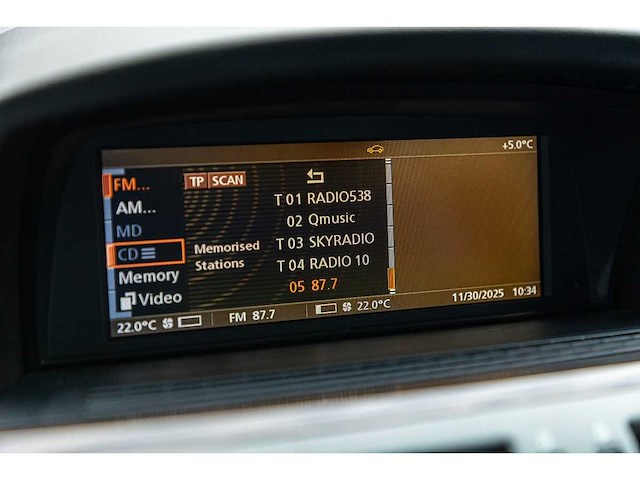 +5.0°C
FM...
AM...
MD
CD
Memory
Video
TP SCAN
Memorised
Stations
T 01 RADIO538
02 Qmusic
T 03 SKYRADIO
T 04 RADIO 10
05 87.7
22.0°C
FM 87.7
22.0°C
11/30/2025 10:34